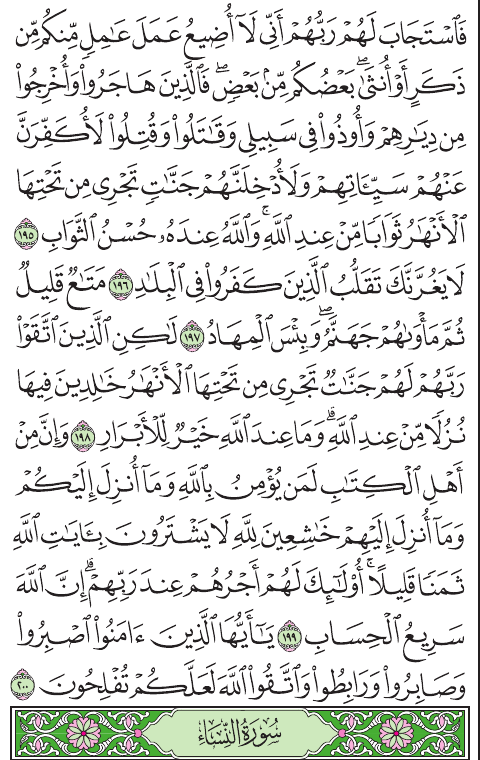 فَٱسْتَجَابَ لَهُمْ رَبُّهُمْ أَنِّى لَآ أُضِيعُ عَمَلَ عَٰمِلٍ مِّنكُم مِّن
ذَكَرٍ أَوْ أُنثَىٰۖ بَعْضُكُم مِّنۢ بَعْضٍۖ فَٱلَّذِينَ هَاجَرُوا۟ وَأُخْرِجُوا۟
مِن دِيَٰرِهِمْ وَأُوذُوا۟ فِى سَبِيلِى وَقَٰتَلُوا۟ وَقُتِلُوا۟ لَأُكَفِّرَنَّ
عَنْهُمْ سَيِّـَٔاتِهِمْ وَلَأُدْخِلَنَّهُمْ جَنَّٰتٍ تَجْرِى مِن تَحْتِهَا
ٱلْأَنْهَٰرُ ثَوَابًا مِّنْ عِندِ ٱللَّهِۚ وَٱللَّهُ عِندَهُۥ حُسْنُ ٱلثَّوَابِ ١٩٥
لَا يَغُرَّنَّكَ تَقَلُّبُ ٱلَّذِينَ كَفَرُوا۟ فِى ٱلْبِلَٰدِ ١٩٦ مَتَٰعٌ قَلِيلٌ
ثُمَّ مَأْوَىٰهُمْ جَهَنَّمُۖ وَبِئْسَ ٱلْمِهَادُ ١٩٧ لَٰكِنِ ٱلَّذِينَ ٱتَّقَوْا۟
رَبَّهُمْ لَهُمْ جَنَّٰتٌ تَجْرِى مِن تَحْتِهَا ٱلْأَنْهَٰرُ خَٰلِدِينَ فِيهَا
نُزُلًا مِّنْ عِندِ ٱللَّهِۗ وَمَا عِندَ ٱللَّهِ خَيْرٌ لِّلْأَبْرَارِ ١٩٨ وَإِنَّ مِنْ
أَهْلِ ٱلْكِتَٰبِ لَمَن يُؤْمِنُ بِٱللَّهِ وَمَآ أُنزِلَ إِلَيْكُمْ
وَمَآ أُنزِلَ إِلَيْهِمْ خَٰشِعِينَ لِلَّهِ لَا يَشْتَرُونَ بِـَٔايَٰتِ ٱللَّهِ
ثَمَنًا قَلِيلًاۗ أُو۟لَٰٓئِكَ لَهُمْ أَجْرُهُمْ عِندَ رَبِّهِمْۗ إِنَّ ٱللَّهَ
سَرِيعُ ٱلْحِسَابِ ١٩٩ يَٰٓأَيُّهَا ٱلَّذِينَ ءَامَنُوا۟ ٱصْبِرُوا۟
وَصَابِرُوا۟ وَرَابِطُوا۟ وَٱتَّقُوا۟ ٱللَّهَ لَعَلَّكُمْ تُفْلِحُونَ ٢٠٠
سُورَةُ النِّسَاءِ